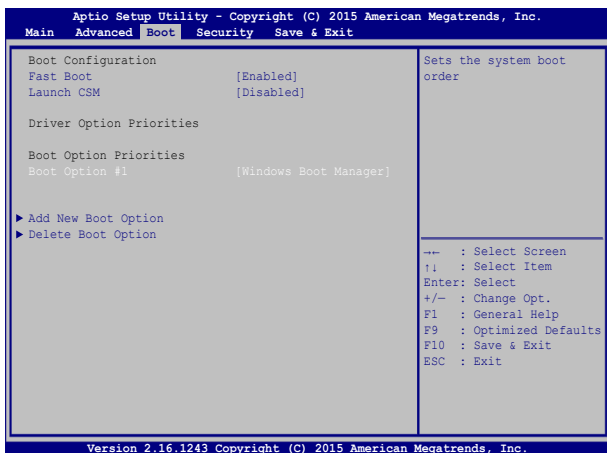 Aptio Setup Utility - Copyright (C) 2015 American Megatrends, Inc.
Main Advanced Boot Security Save & Exit
Boot Configuration
Fast Boot [Enabled]
Launch CSM [Disabled]
Driver Option Priorities
Boot Option Priorities
Boot Option #1 [Windows Boot Manager]
▶ Add New Boot Option
▶ Delete Boot Option
Sets the system boot
order
→← : Select Screen
↑↓ : Select Item
Enter: Select
+/— : Change Opt.
F1 : General Help
F9 : Optimized Defaults
F10 : Save & Exit
ESC : Exit
Version 2.16.1243 Copyright (C) 2015 American Megatrends, Inc.